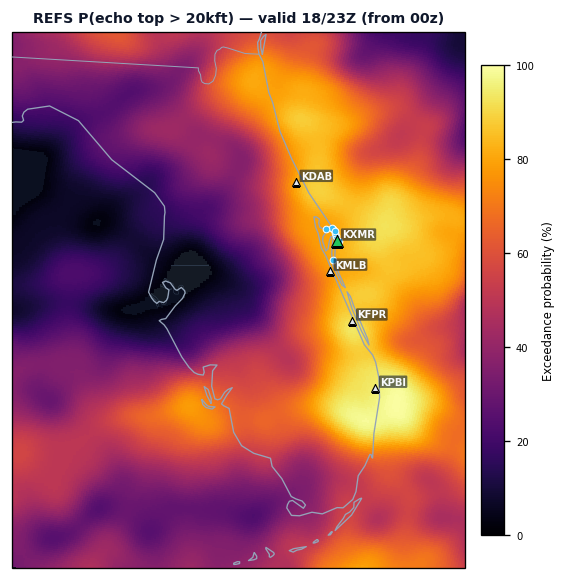 REFS P(echo top > 20kft) — valid 18/23Z (from 00z)
KDAB
KXMR
KMLB
KFPR
KPBI
100
80
60
40
20
0
Exceedance probability (%)